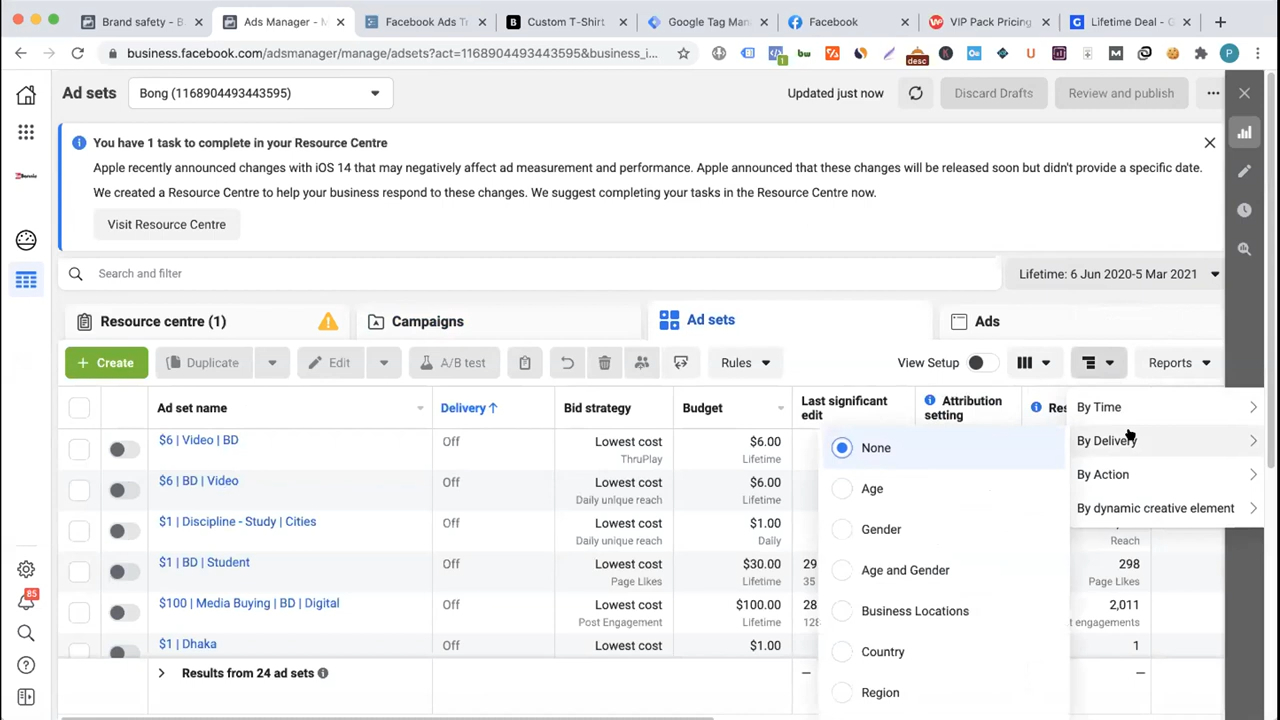 Brand safety - B
Ads Manager - M
Facebook Ads Te
Custom T-Shirt
Google Tag Man
Facebook
VIP Pack Pricing
Lifetime Deal - G
business.facebook.com/adsmanager/manage/adsets?act=1168904493443595&business_i...
desc
P
Ad sets
Bong (1168904493443595)
Updated just now
Discard Drafts
Review and publish
You have 1 task to complete in your Resource Centre
Apple recently announced changes with iOS 14 that may negatively affect ad measurement and performance. Apple announced that these changes will be released soon but didn't provide a specific date.
We created a Resource Centre to help your business respond to these changes. We suggest completing your tasks in the Resource Centre now.
Visit Resource Centre
Search and filter
Lifetime: 6 Jun 2020-5 Mar 2021
Resource centre (1)
Campaigns
Ad sets
Ads
+ Create
Duplicate
Edit
A/B test
Rules
View Setup
Reports
Ad set name
Delivery ↑
Bid strategy
Budget
Last significant edit
Attribution setting
Res
By Time
By Delivery
By Action
By dynamic creative element
None
Age
Gender
Age and Gender
Business Locations
Country
Region
$6 | Video | BD
Off
Lowest cost
ThruPlay
$6.00
Lifetime
$6 | BD | Video
Off
Lowest cost
Daily unique reach
$6.00
Lifetime
$1 | Discipline - Study | Cities
Off
Lowest cost
Daily unique reach
$1.00
Daily
Reach
$1 | BD | Student
Off
Lowest cost
Page Likes
$30.00
Lifetime
29
35
298
Page Likes
$100 | Media Buying | BD | Digital
Off
Lowest cost
Post Engagement
$100.00
Lifetime
28
128
2,011
t engagements
$1 | Dhaka
Off
Lowest cost
$1.00
1
Results from 24 ad sets
—
—
85